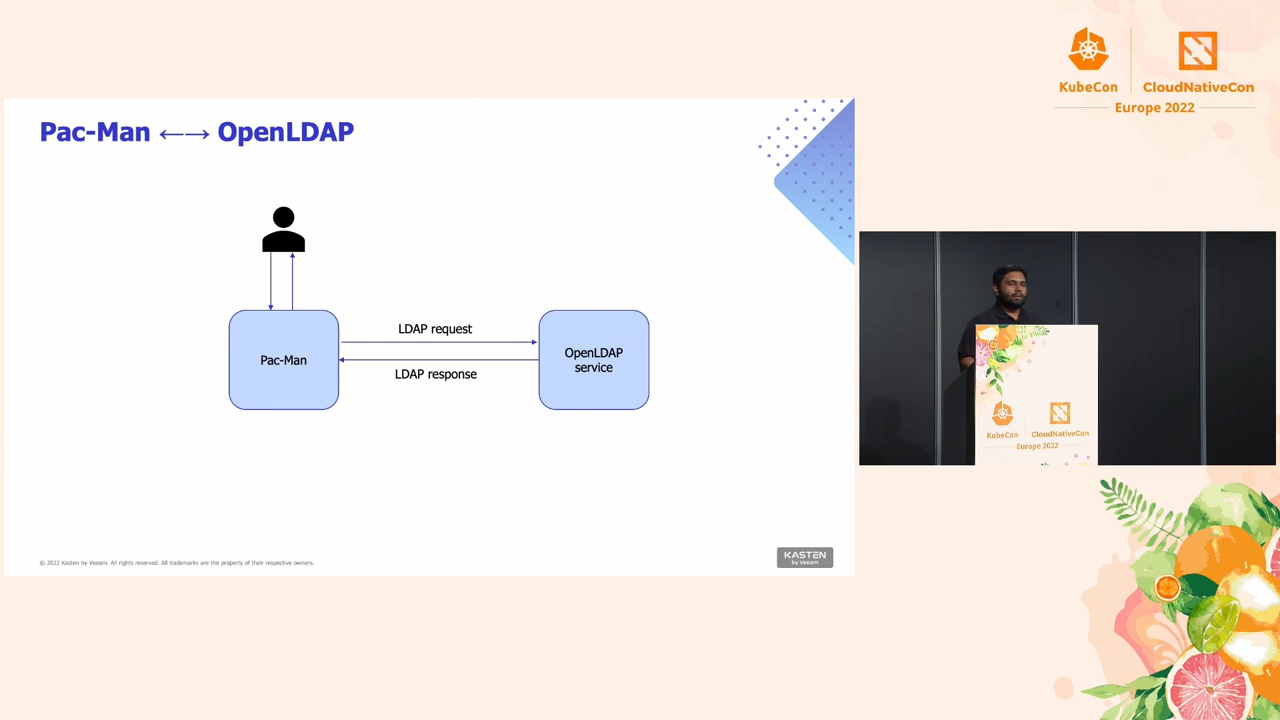 KubeCon
CloudNativeCon
Europe 2022
Pac-Man ←→ OpenLDAP
LDAP request
Pac-Man
OpenLDAP
service
LDAP response
© 2022 Kasten by Veeam. All rights reserved. All trademarks are the property of their respective owners.
KASTEN
by Veeam
KubeCon
CloudNativeCon
Europe 2022